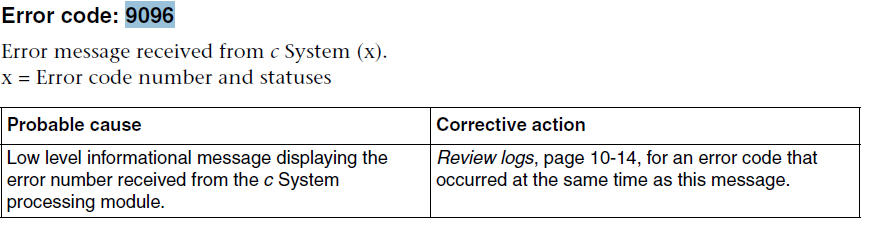 Error code: 9096
Error message received from c System (x).
x = Error code number and statuses
Probable cause
Corrective action
Low level informational message displaying the
error number received from the c System
processing module.
Review logs, page 10-14, for an error code that
occurred at the same time as this message.